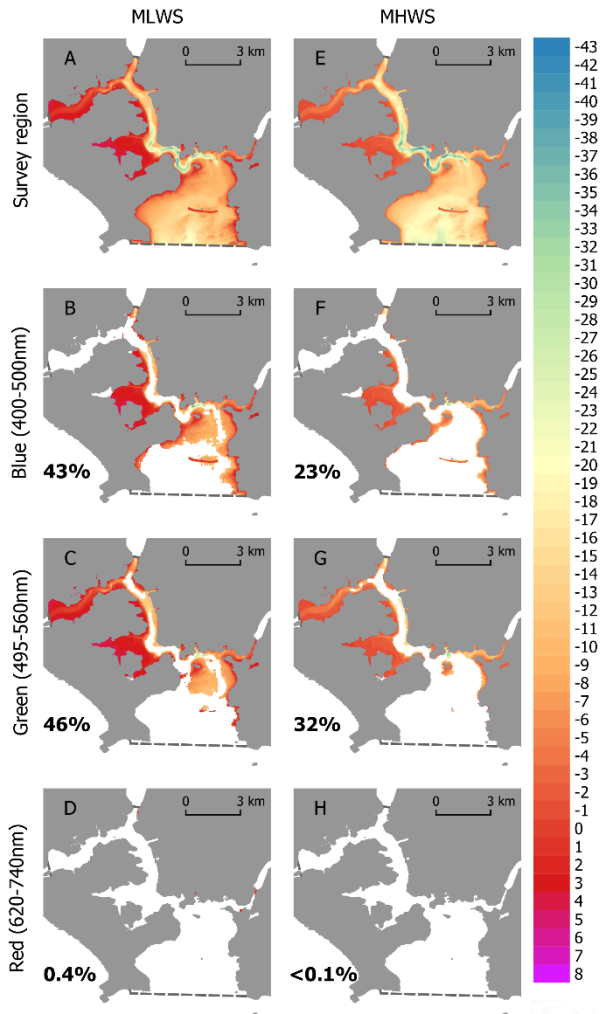 MLWS
MHWS
Survey region
A
0 3 km
E
0 3 km
Blue (400-500nm)
B
0 3 km
43%
F
0 3 km
23%
Green (495-560nm)
C
0 3 km
46%
G
0 3 km
32%
Red (620-740nm)
D
0 3 km
0.4%
H
0 3 km
<0.1%
-43
-42
-41
-40
-39
-38
-37
-36
-35
-34
-33
-32
-31
-30
-29
-28
-27
-26
-25
-24
-23
-22
-21
-20
-19
-18
-17
-16
-15
-14
-13
-12
-11
-10
-9
-8
-7
-6
-5
-4
-3
-2
-1
0
1
2
3
4
5
6
7
8